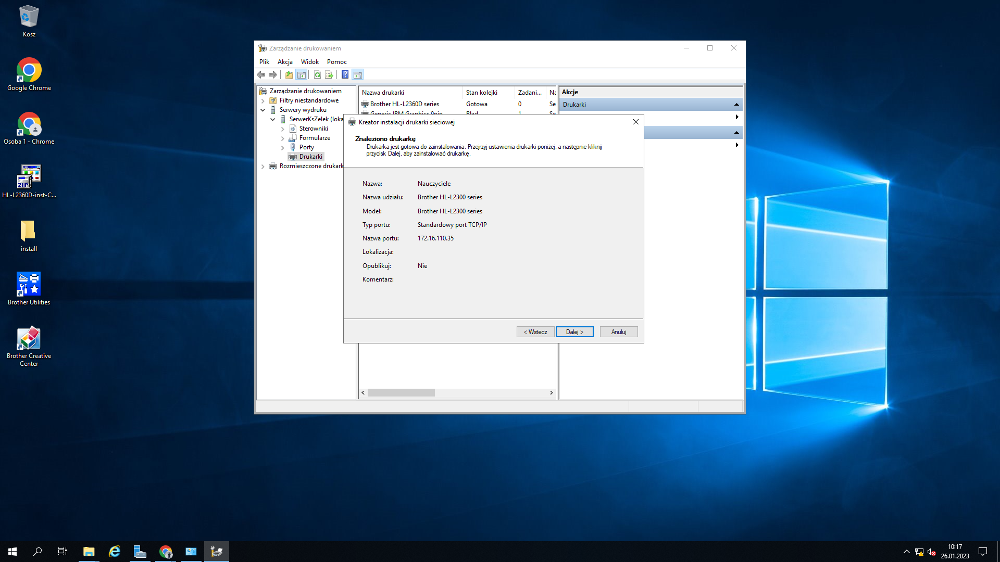 Kosz
Google Chrome
Osoba 1 - Chrome
ZIP
HL-L2360D-inst-C...
install
Brother Utilities
Brother Creative
Center
Zarządzanie drukowaniem
Plik Akcja Widok Pomoc
Zarządzanie drukowaniem
Filtry niestandardowe
Serwery wydruku
SerwerKsZelek (loka
Sterowniki
Formularze
Porty
Drukarki
Rozmieszczone drukark
Nazwa drukarki Stan kolejki Zadani... Na
Brother HL-L2360D series Gotowa 0 Se
Generic IBM Graphics 9pin Błąd 1 Se
Akcje
Drukarki
Kreator instalacji drukarki sieciowej
Znaleziono drukarkę
Drukarka jest gotowa do zainstalowania. Przejrzyj ustawienia drukarki poniżej, a następnie kliknij
przycisk Dalej, aby zainstalować drukarkę.
Nazwa: Nauczyciele
Nazwa udziału: Brother HL-L2300 series
Model: Brother HL-L2300 series
Typ portu: Standardowy port TCP/IP
Nazwa portu: 172.16.110.35
Lokalizacja:
Opublikuj: Nie
Komentarz:
< Wstecz Dalej > Anuluj
10:17
26.01.2023